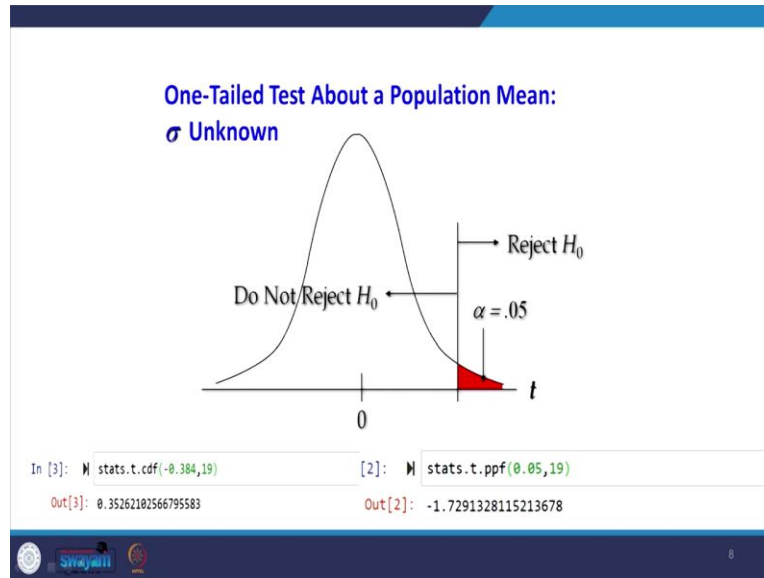 One-Tailed Test About a Population Mean:
σ Unknown
Reject H₀
Do Not Reject H₀
α = .05
t
0
In [3]: stats.t.cdf(-0.384,19)
Out[3]: 0.35262102566795583
[2]: stats.t.ppf(0.05,19)
Out[2]: -1.7291328115213678
swayam
8